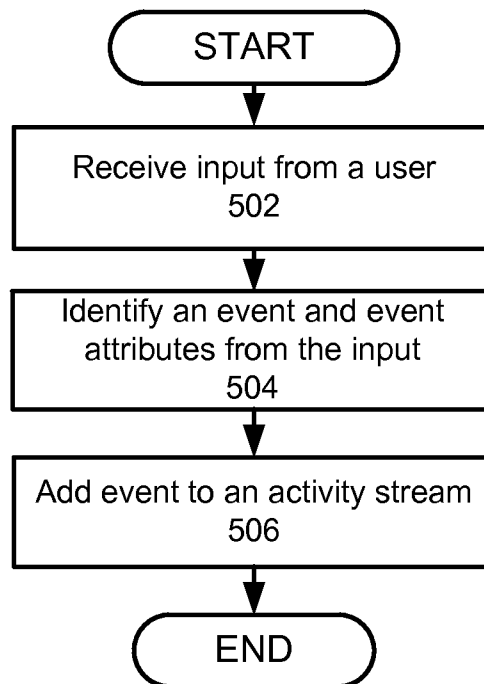 START
Receive input from a user
502
Identify an event and event
attributes from the input
504
Add event to an activity stream
506
END